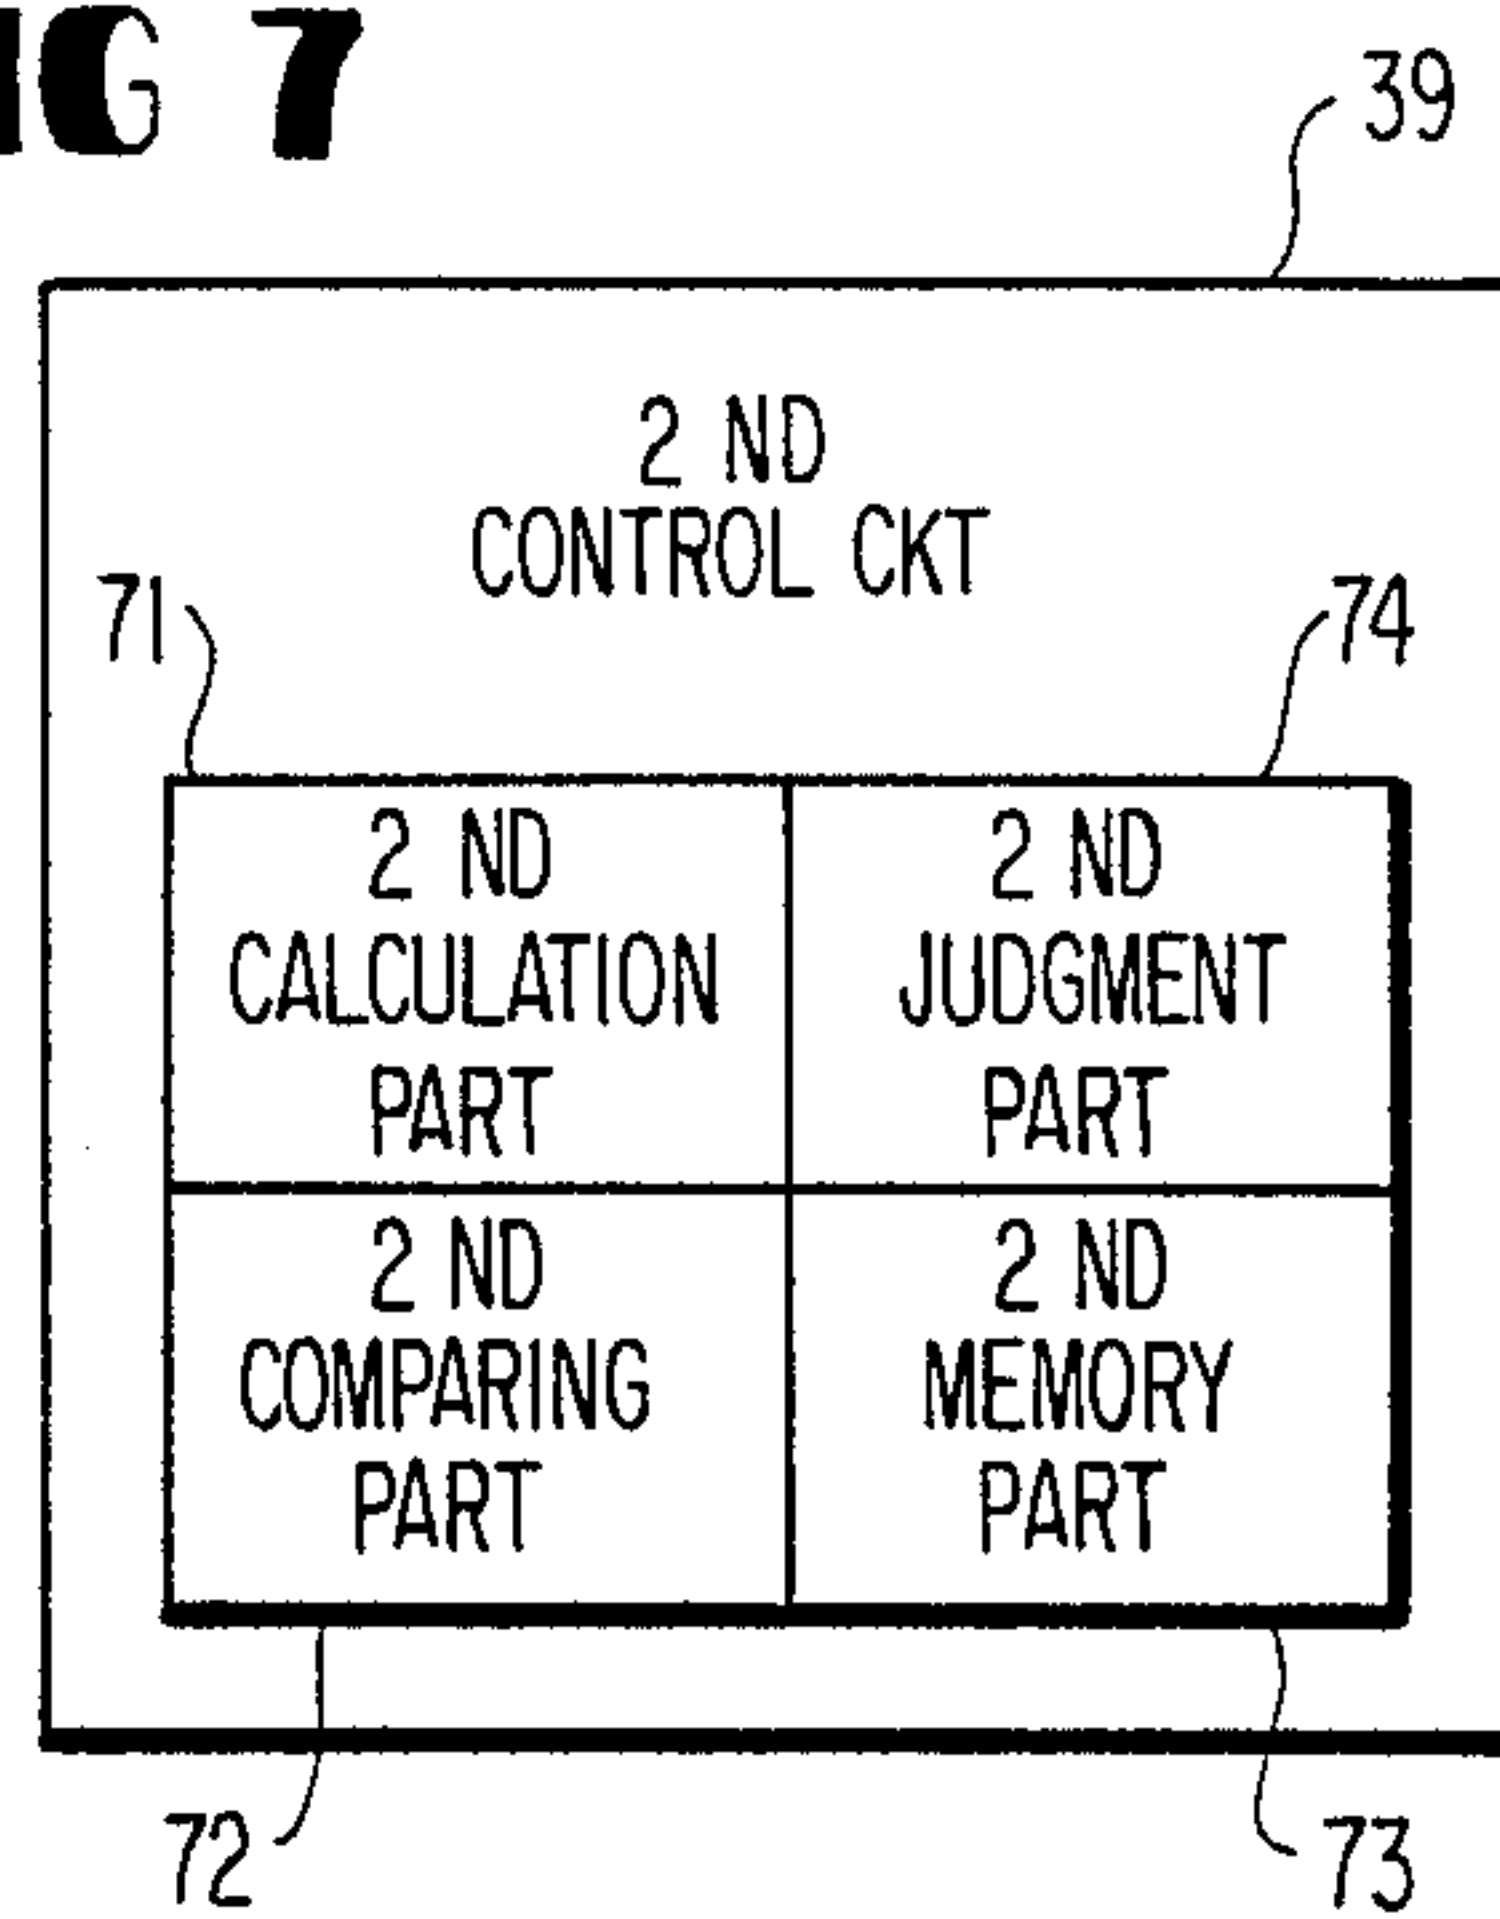 IG 7
39
2 ND
CONTROL CKT
71
74
2 ND
CALCULATION
PART
2 ND
JUDGMENT
PART
2 ND
COMPARING
PART
2 ND
MEMORY
PART
72
73